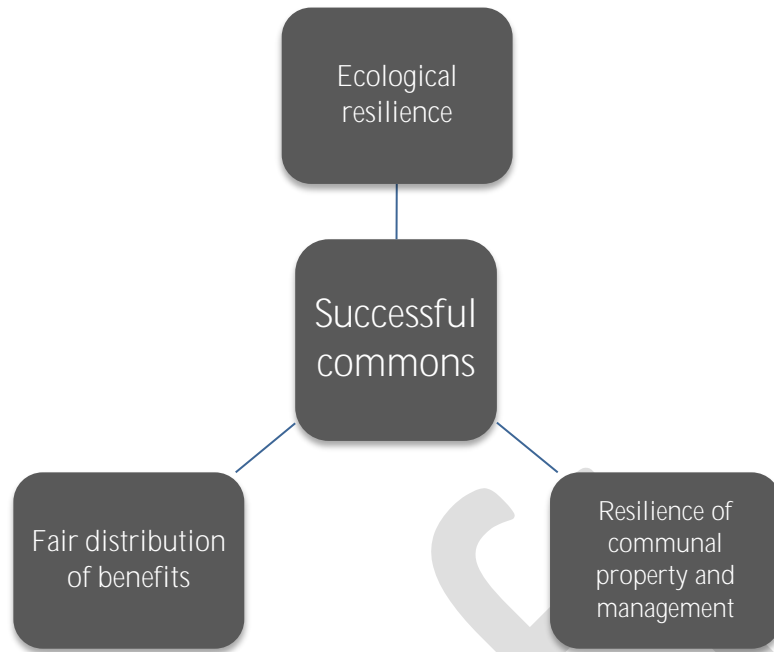 Ecological
resilience
Successful
commons
Fair distribution
of benefits
Resilience of
communal
property and
management